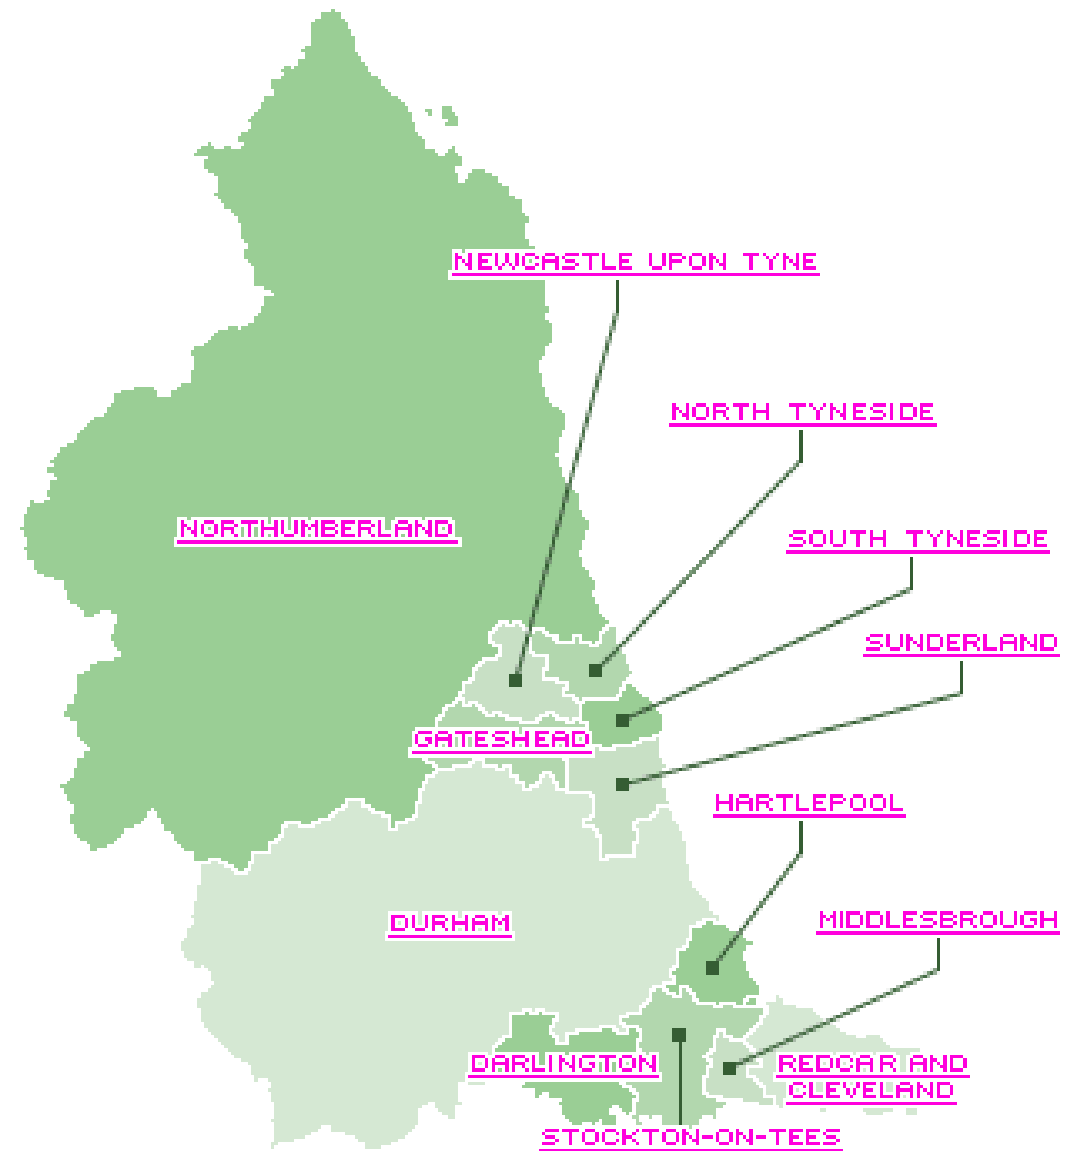 NEWCASTLE UPON TYNE
NORTH TYNESIDE
NORTHUMBERLAND
SOUTH TYNESIDE
SUNDERLAND
GATESHEAD
HARTLEPOOL
DURHAM
MIDDLESBROUGH
DARLINGTON
REDCAR AND
CLEVELAND
STOCKTON-ON-TEES